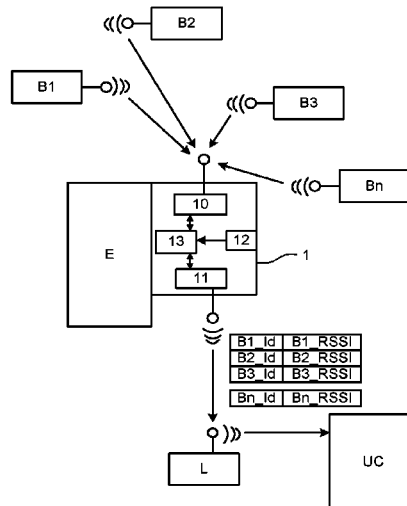 B2
B1
B3
Bn
10
E
13
12
1
11
B1_Id B1_RSSI
B2_Id B2_RSSI
B3_Id B3_RSSI
Bn_Id Bn_RSSI
L
UC